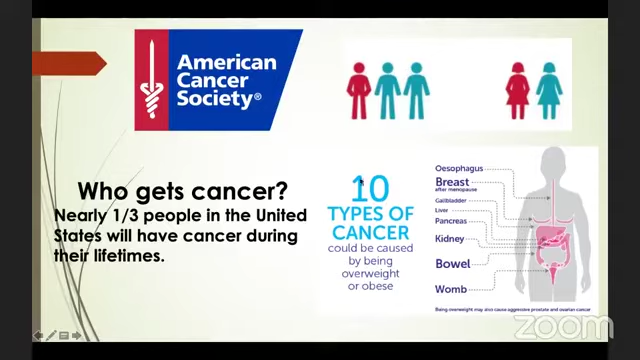 American
Cancer
Society®
Who gets cancer?
Nearly 1/3 people in the United
States will have cancer during
their lifetimes.
10
TYPES OF
CANCER
could be caused
by being
overweight
or obese
Oesophagus
Breast
after menopause
Gallbladder
Liver
Pancreas
Kidney
Bowel
Womb
Being overweight may also cause aggressive prostate and ovarian cancer
zoom